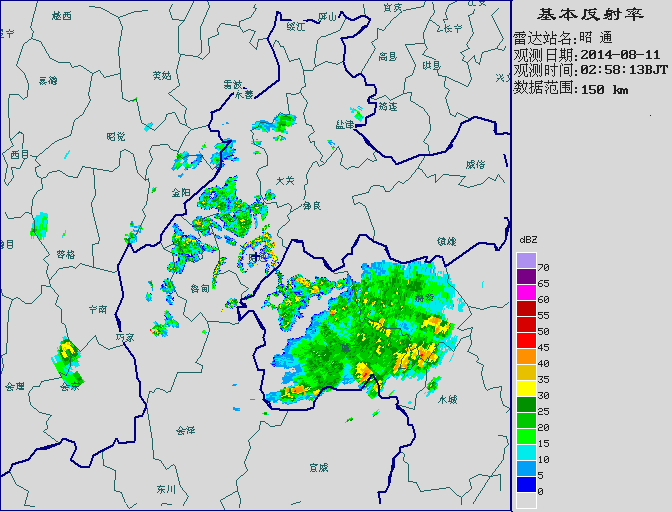 基本反射率
雷达站名:昭 通
观测日期:2014-08-11
观测时间:02:58:13BJT
数据范围:150 km
越西
绥江
屏山
宜宾
长宁
高县
珙县
兴文
美姑
雷波
永善
筠连
盐津
昭觉
西昌
威信
金阳
大关
彝良
镇雄
普格
鲁甸
宁南
巧家
会理
会东
水城
会泽
宣威
东川
dBZ
70
65
60
55
50
45
40
35
30
25
20
15
10
5
0